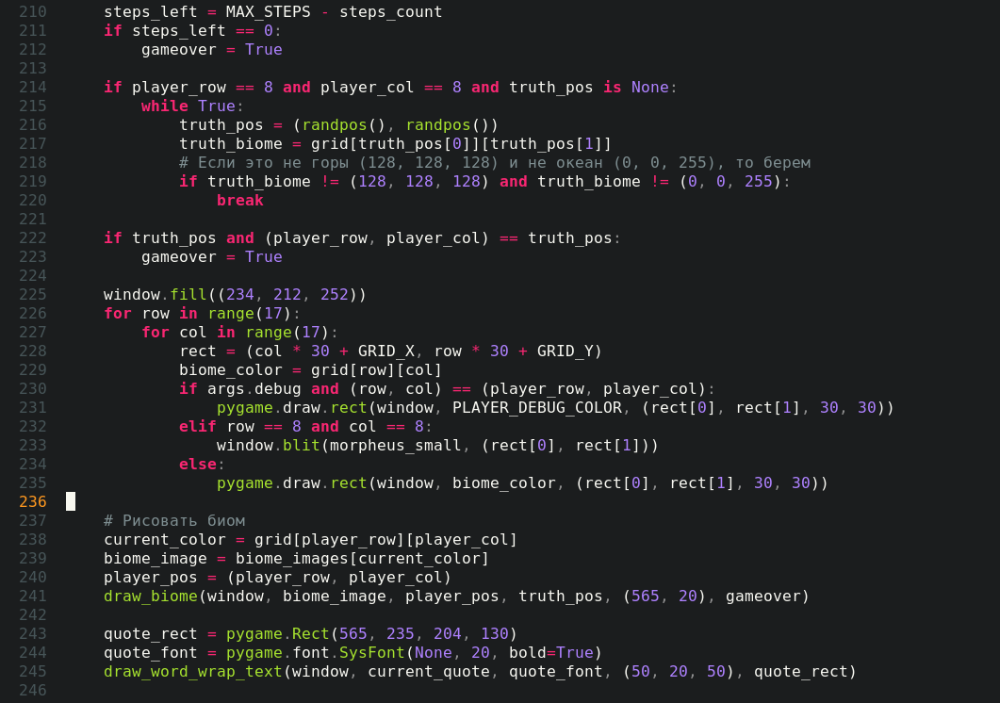 210      steps_left = MAX_STEPS - steps_count
211      if steps_left == 0:
212          gameover = True
213
214      if player_row == 8 and player_col == 8 and truth_pos is None:
215          while True:
216              truth_pos = (randpos(), randpos())
217              truth_biome = grid[truth_pos[0]][truth_pos[1]]
218              # Если это не горы (128, 128, 128) и не океан (0, 0, 255), то берем
219              if truth_biome != (128, 128, 128) and truth_biome != (0, 0, 255):
220                  break
221
222      if truth_pos and (player_row, player_col) == truth_pos:
223          gameover = True
224
225      window.fill((234, 212, 252))
226      for row in range(17):
227          for col in range(17):
228              rect = (col * 30 + GRID_X, row * 30 + GRID_Y)
229              biome_color = grid[row][col]
230              if args.debug and (row, col) == (player_row, player_col):
231                  pygame.draw.rect(window, PLAYER_DEBUG_COLOR, (rect[0], rect[1], 30, 30))
232              elif row == 8 and col == 8:
233                  window.blit(morpheus_small, (rect[0], rect[1]))
234              else:
235                  pygame.draw.rect(window, biome_color, (rect[0], rect[1], 30, 30))
236
237      # Рисовать биом
238      current_color = grid[player_row][player_col]
239      biome_image = biome_images[current_color]
240      player_pos = (player_row, player_col)
241      draw_biome(window, biome_image, player_pos, truth_pos, (565, 20), gameover)
242
243      quote_rect = pygame.Rect(565, 235, 204, 130)
244      quote_font = pygame.font.SysFont(None, 20, bold=True)
245      draw_word_wrap_text(window, current_quote, quote_font, (50, 20, 50), quote_rect)
246